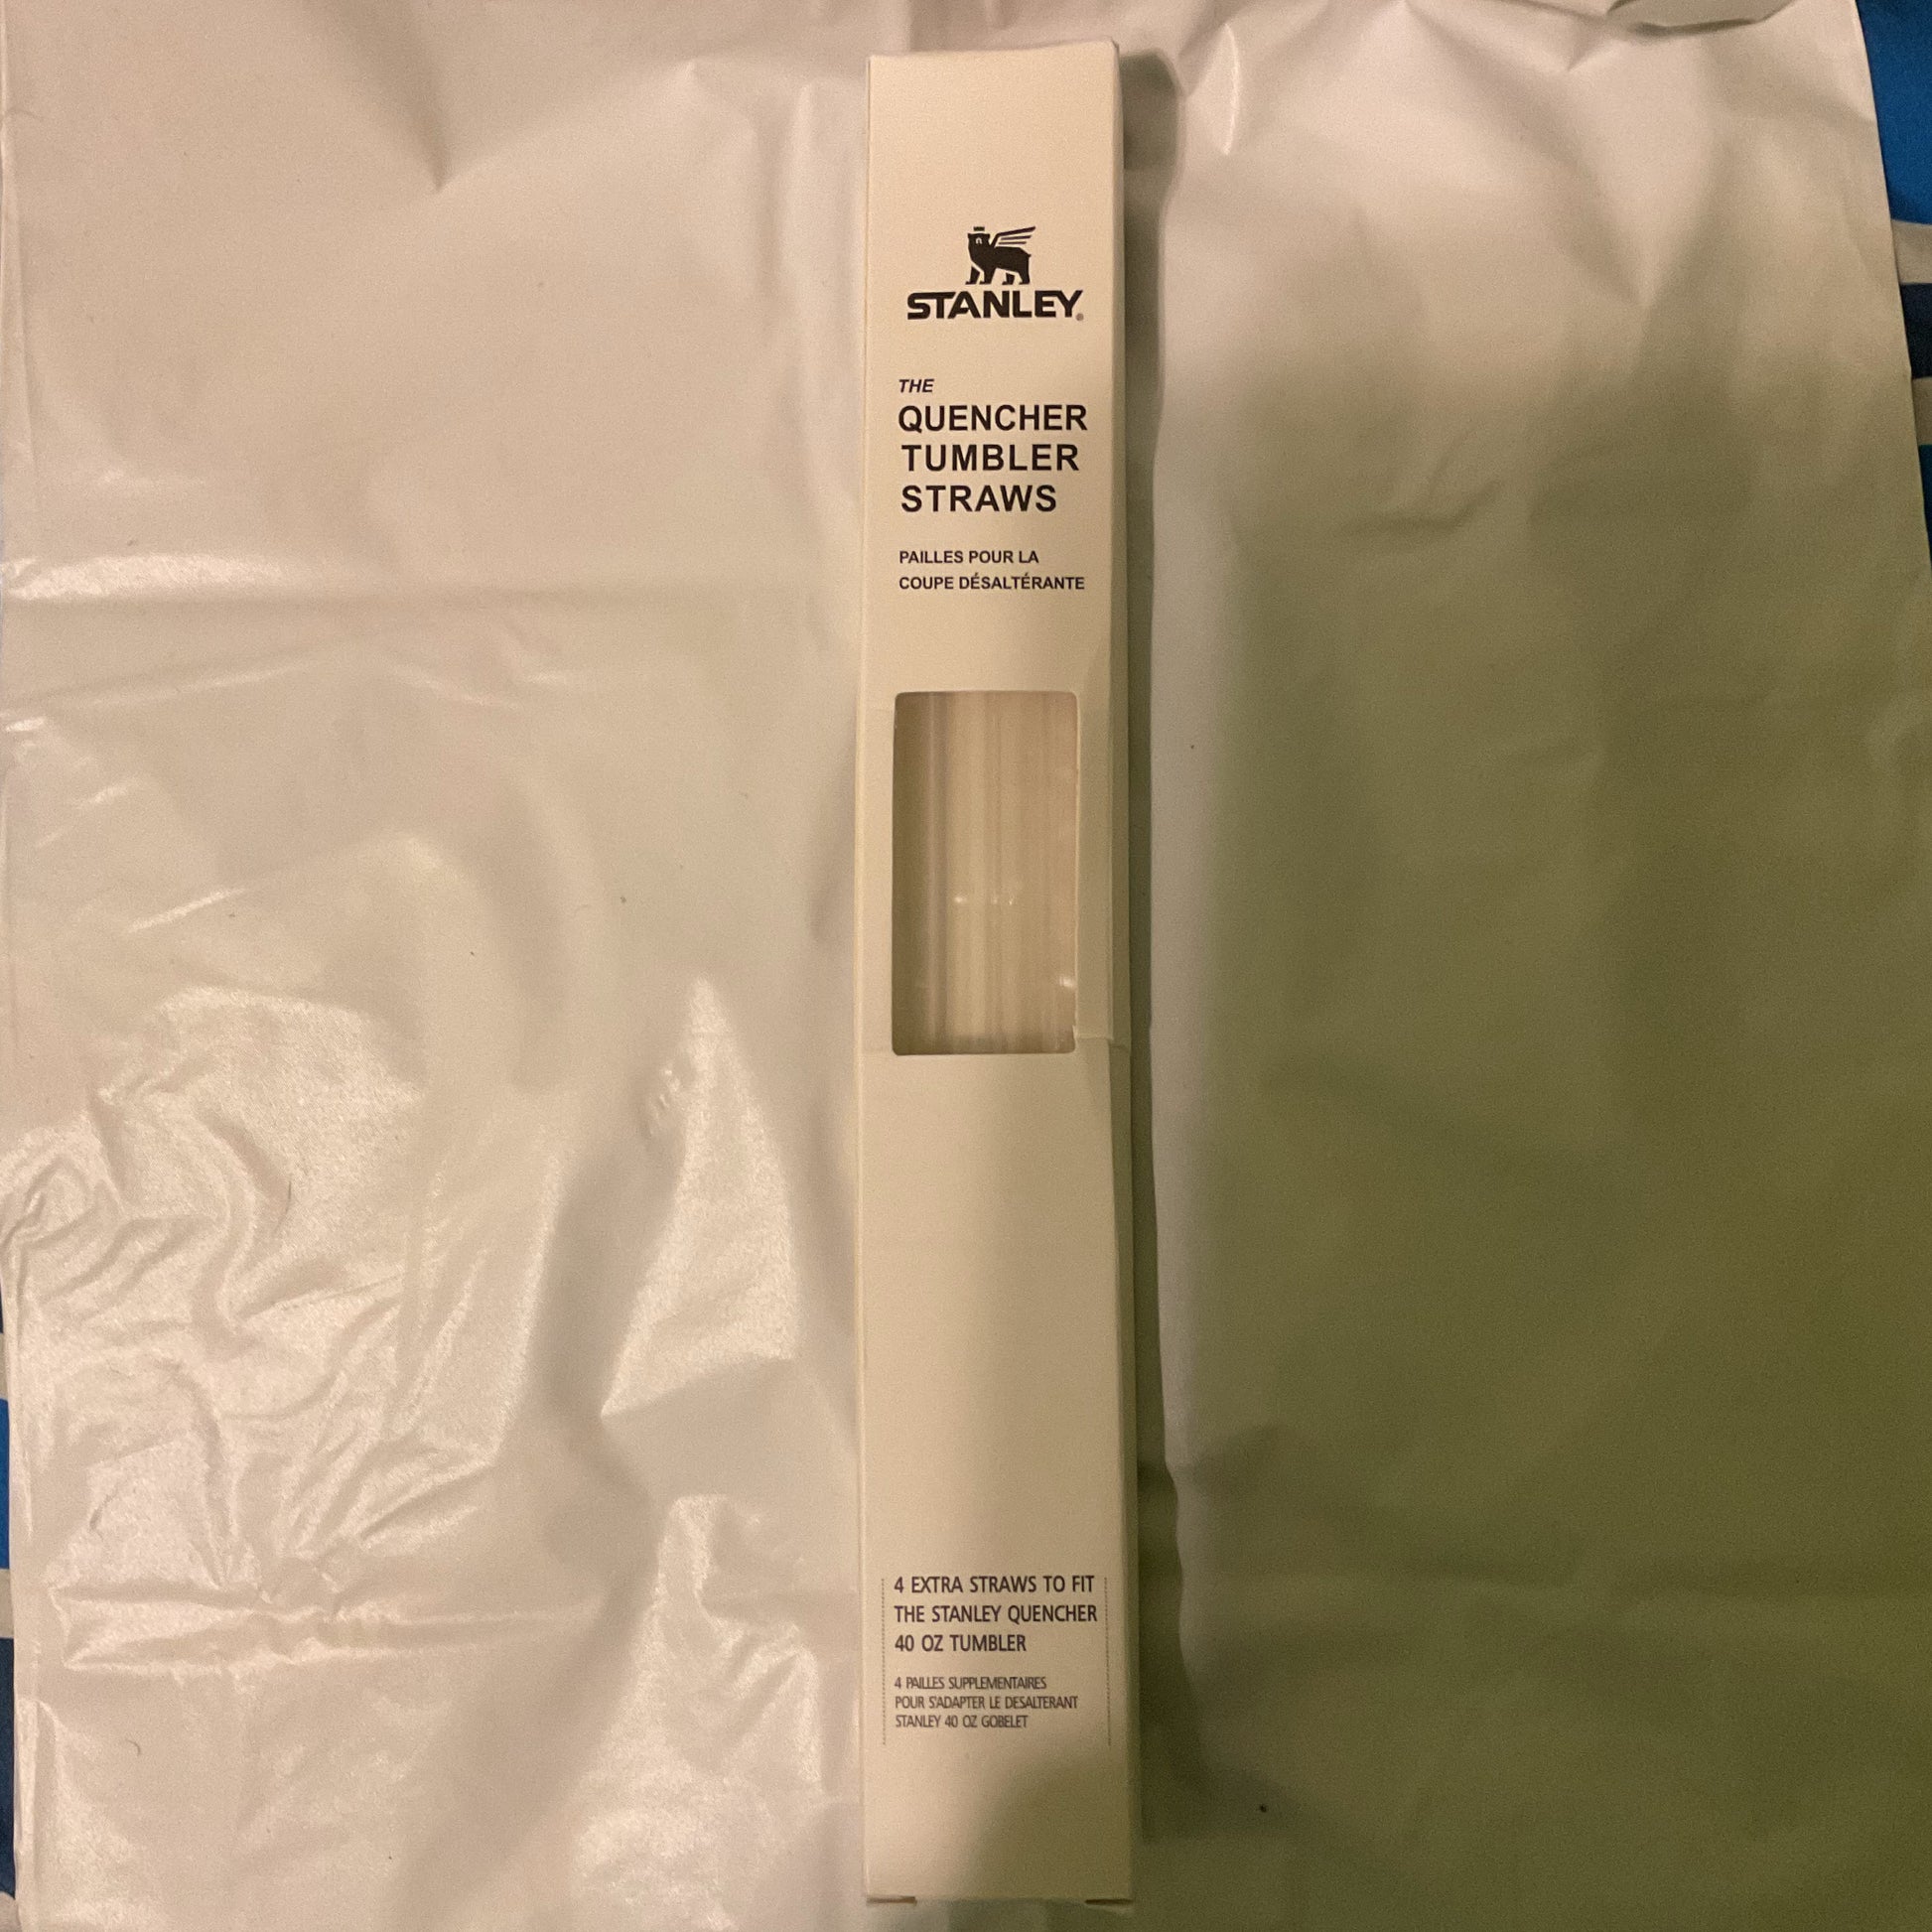 STANLEY®
THE
QUENCHER
TUMBLER
STRAWS
PAILLES POUR LA
COUPE DÉSALTÉRANTE
4 EXTRA STRAWS TO FIT
THE STANLEY QUENCHER
40 OZ TUMBLER
4 PAILLES SUPPLEMENTAIRES
POUR S'ADAPTER LE DESALTERANT
STANLEY 40 OZ GOBELET